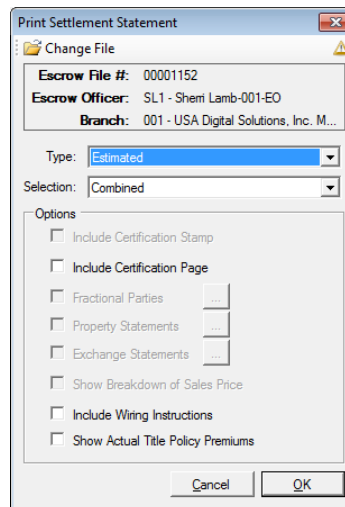 Print Settlement Statement
Change File
Escrow File #: 00001152
Escrow Officer: SL1 - Sherri Lamb-001-EO
Branch: 001 - USA Digital Solutions, Inc. M...
Type: Estimated
Selection: Combined
Options
Include Certification Stamp
Include Certification Page
Fractional Parties ...
Property Statements ...
Exchange Statements ...
Show Breakdown of Sales Price
Include Wiring Instructions
Show Actual Title Policy Premiums
Cancel OK